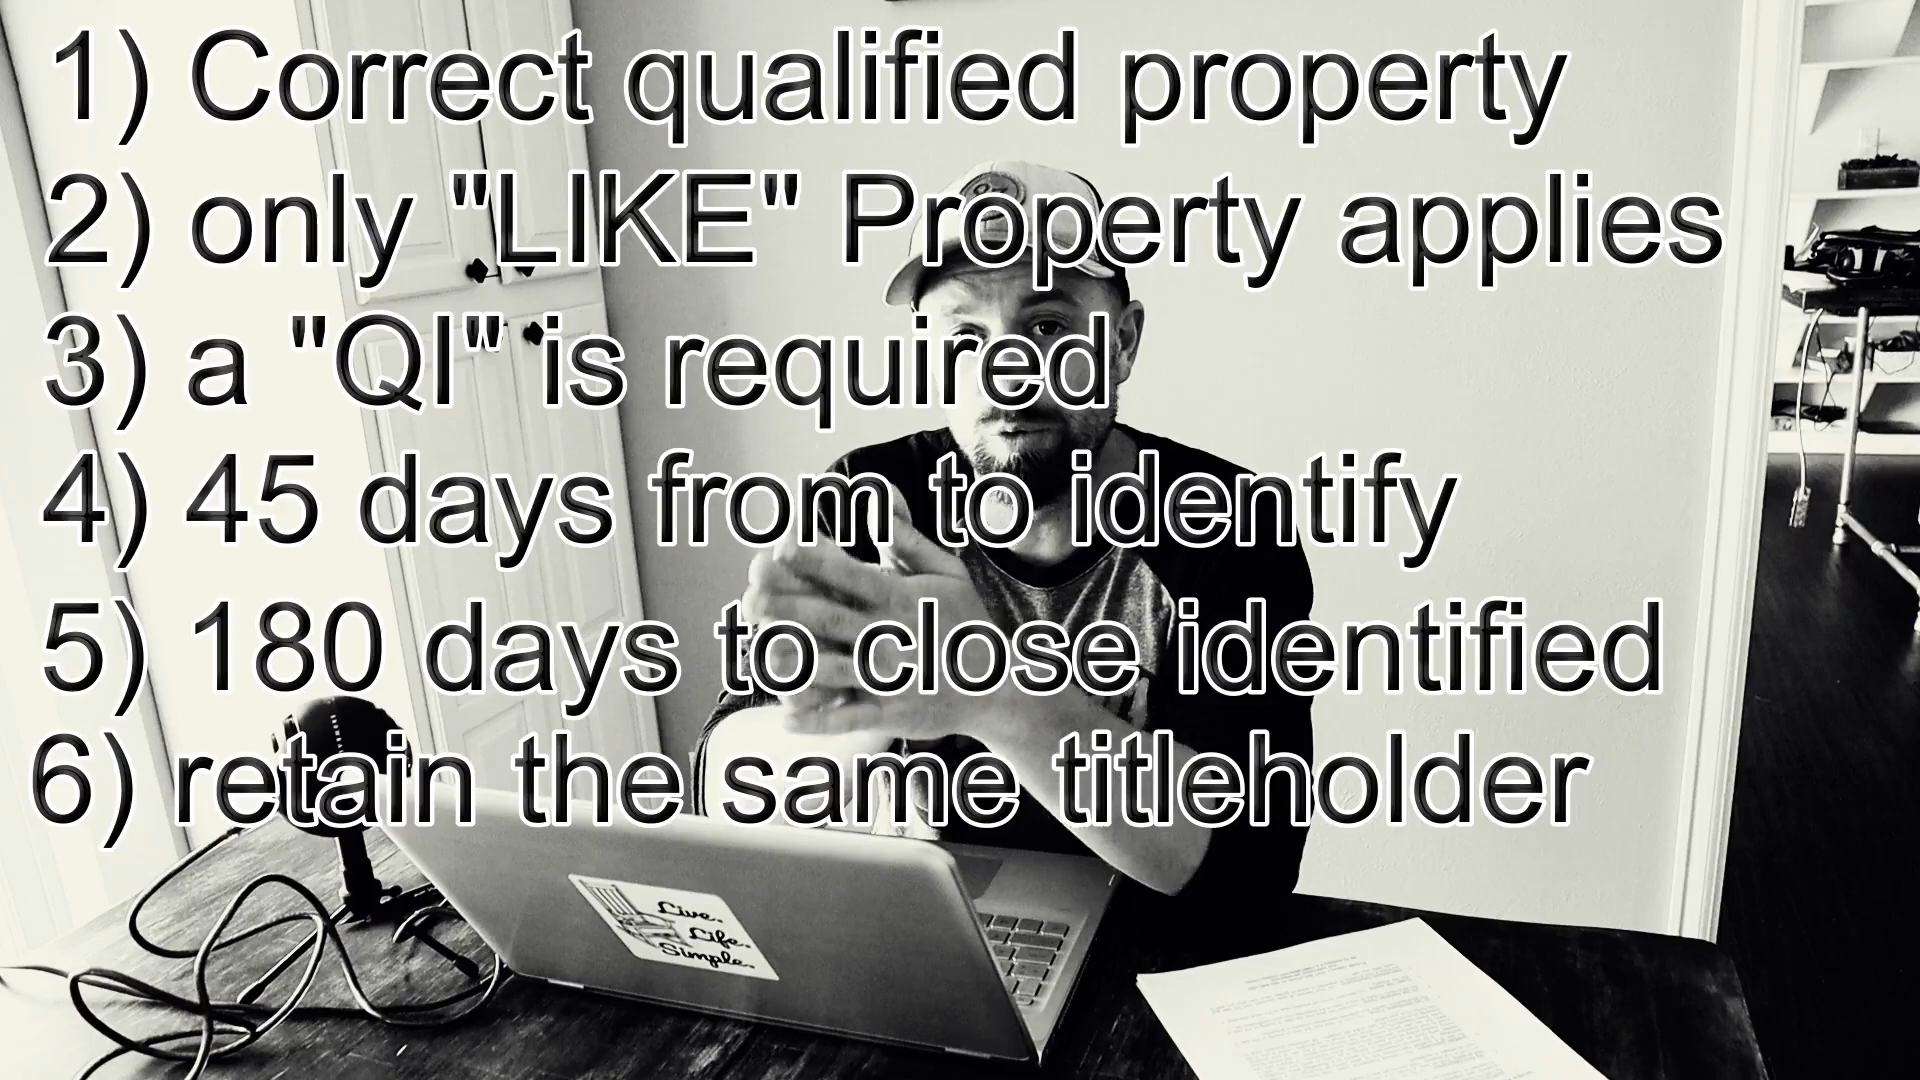 1) Correct qualified property
2) only "LIKE" Property applies
3) a "QI" is required
4) 45 days from to identify
5) 180 days to close identified
6) retain the same titleholder
Live.
Life.
Simple.